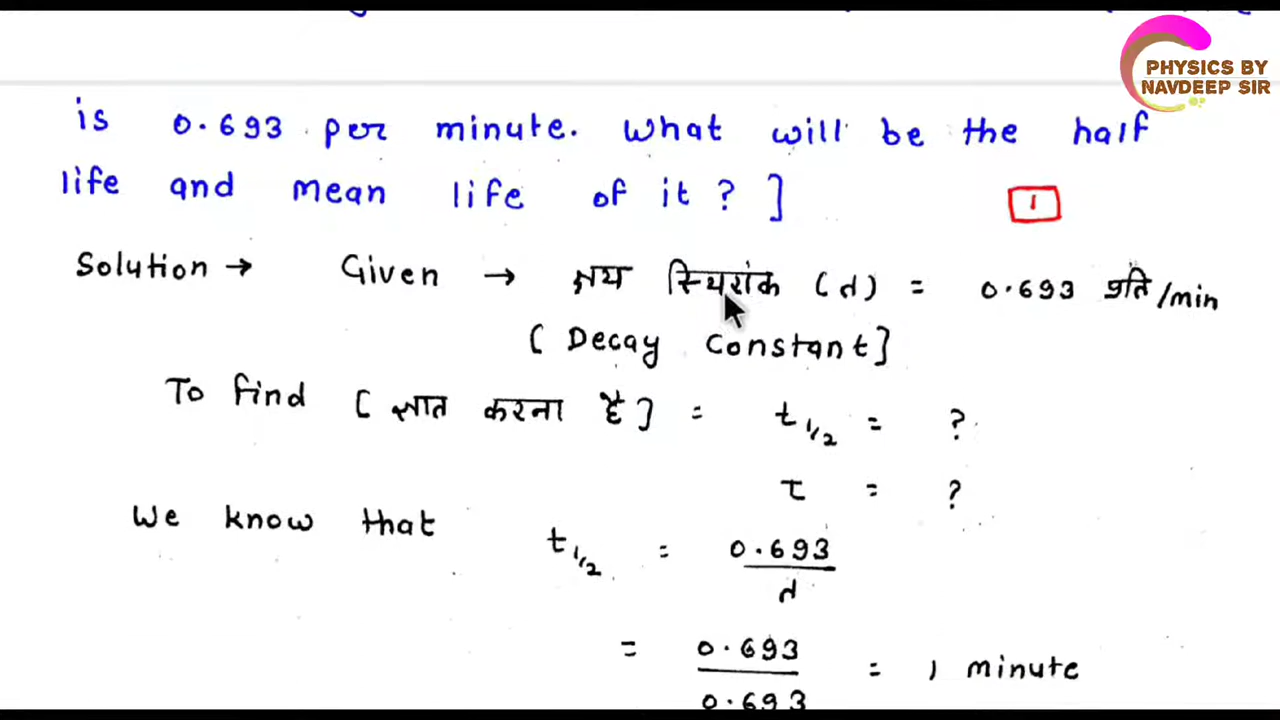 PHYSICS BY
NAVDEEP SIR
is 0.693 per minute. What will be the half
life and mean life of it ? ]
1
Solution → Given → क्षय स्थिरांक (λ) = 0.693 प्रति /min
[ Decay Constant ]
To find [ ज्ञात करना है ] = t 1/2 = ?
τ = ?
We know that t 1/2 = 0.693
λ
= 0.693 = 1 minute
0.693